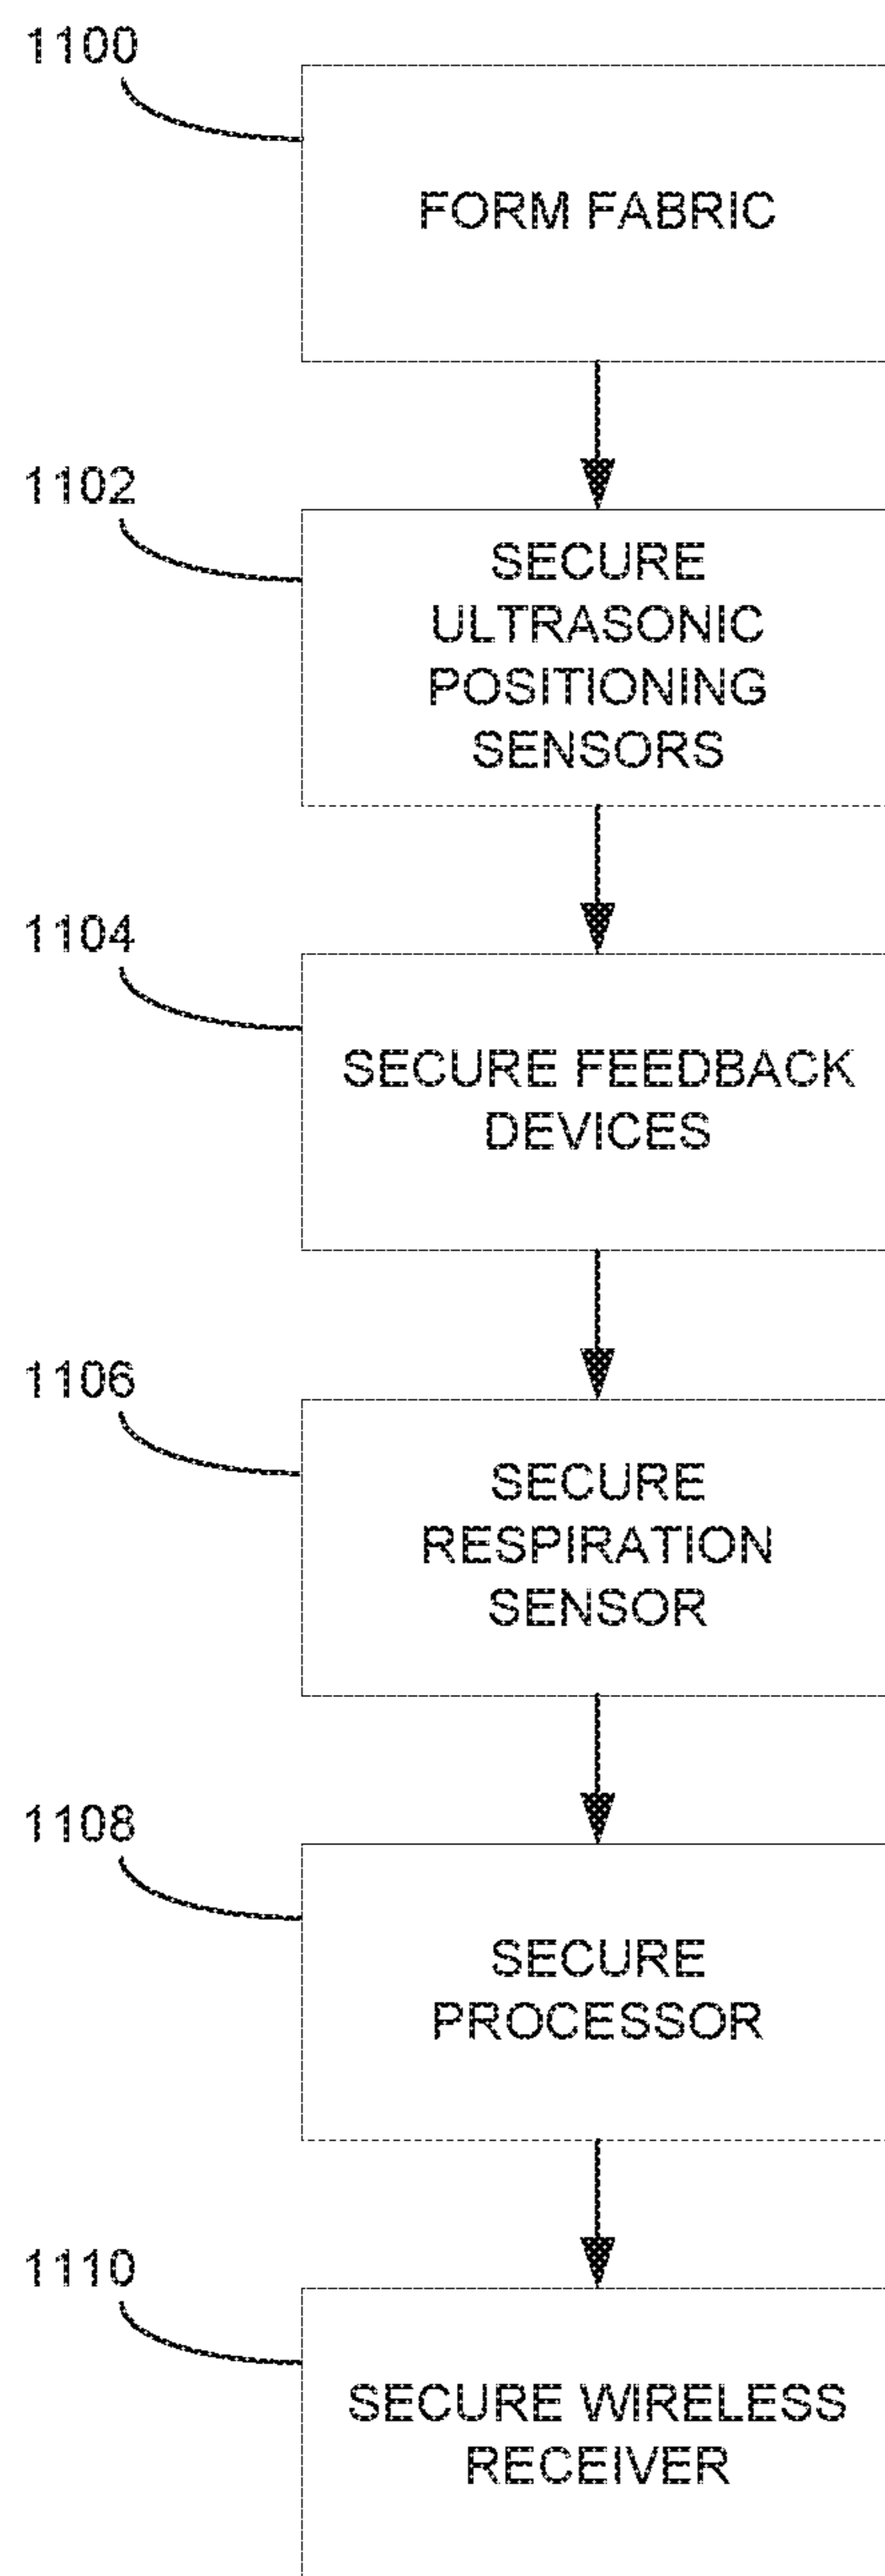 1100
FORM FABRIC
1102
SECURE
ULTRASONIC
POSITIONING
SENSORS
1104
SECURE FEEDBACK
DEVICES
1106
SECURE
RESPIRATION
SENSOR
1108
SECURE
PROCESSOR
1110
SECURE WIRELESS
RECEIVER